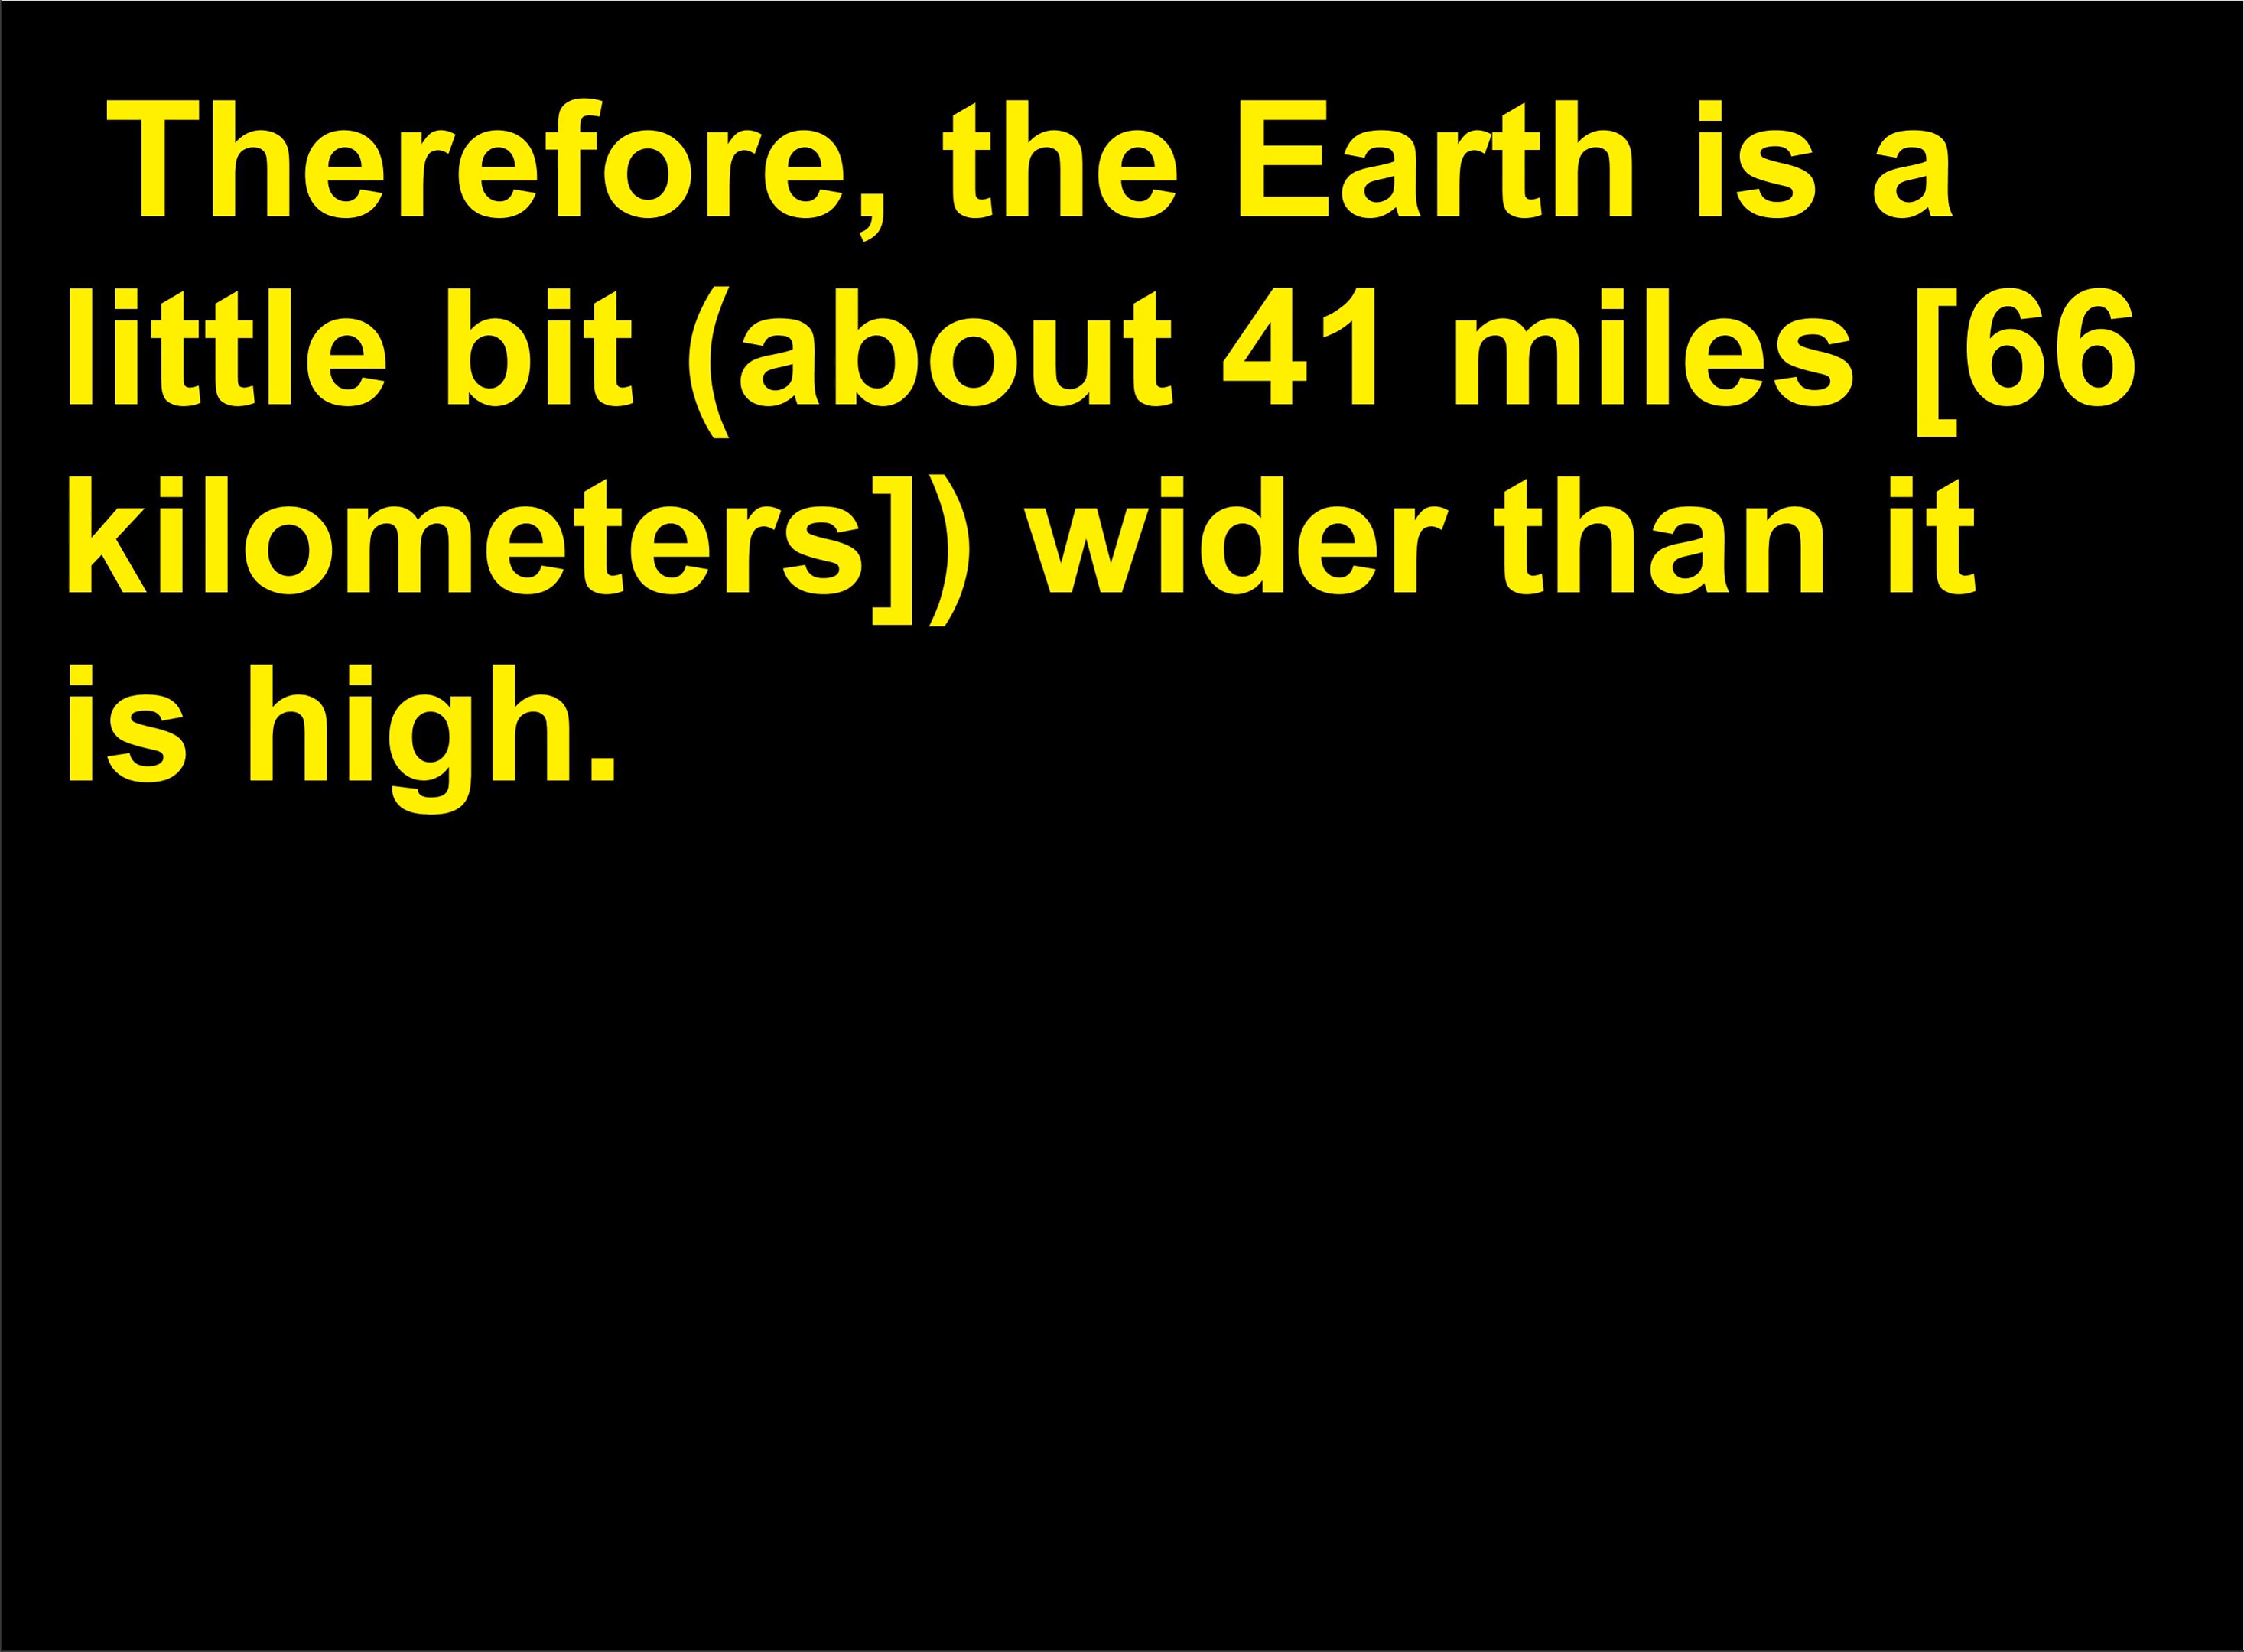 Therefore, the Earth is a
little bit (about 41 miles [66
kilometers]) wider than it
is high.